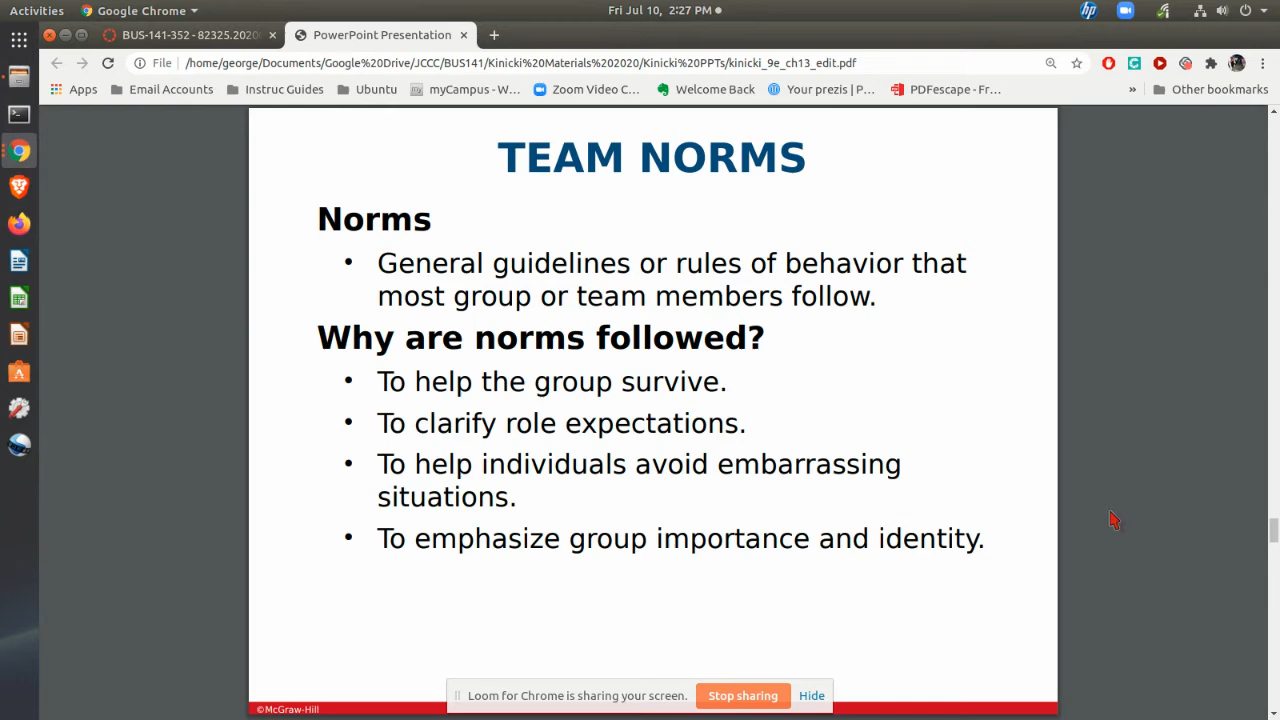 Activities
Google Chrome
Fri Jul 10, 2:27 PM
BUS-141-352 - 82325.2020
PowerPoint Presentation
File
/home/george/Documents/Google%20Drive/JCCC/BUS141/Kinicki%20Materials%202020/Kinicki%20PPTs/kinicki_9e_ch13_edit.pdf
Apps
Email Accounts
Instruc Guides
Ubuntu
myCampus - W...
Zoom Video C...
Welcome Back
Your prezis | P...
PDFescape - Fr...
»
Other bookmarks
TEAM NORMS
Norms
• General guidelines or rules of behavior that
most group or team members follow.
Why are norms followed?
• To help the group survive.
• To clarify role expectations.
• To help individuals avoid embarrassing
situations.
• To emphasize group importance and identity.
Loom for Chrome is sharing your screen.
Stop sharing
Hide
©McGraw-Hill